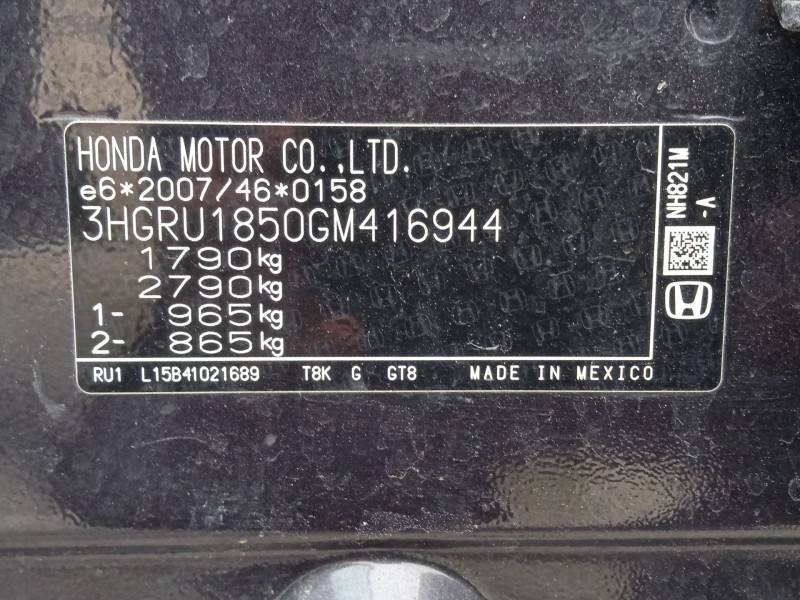 HONDA MOTOR CO.,LTD.
e6*2007/46*0158
3HGRU1850GM416944
1790kg
2790kg
1- 965kg
2- 865kg
RU1 L15B41021689 T8K G GT8 MADE IN MEXICO
NH821M
-A